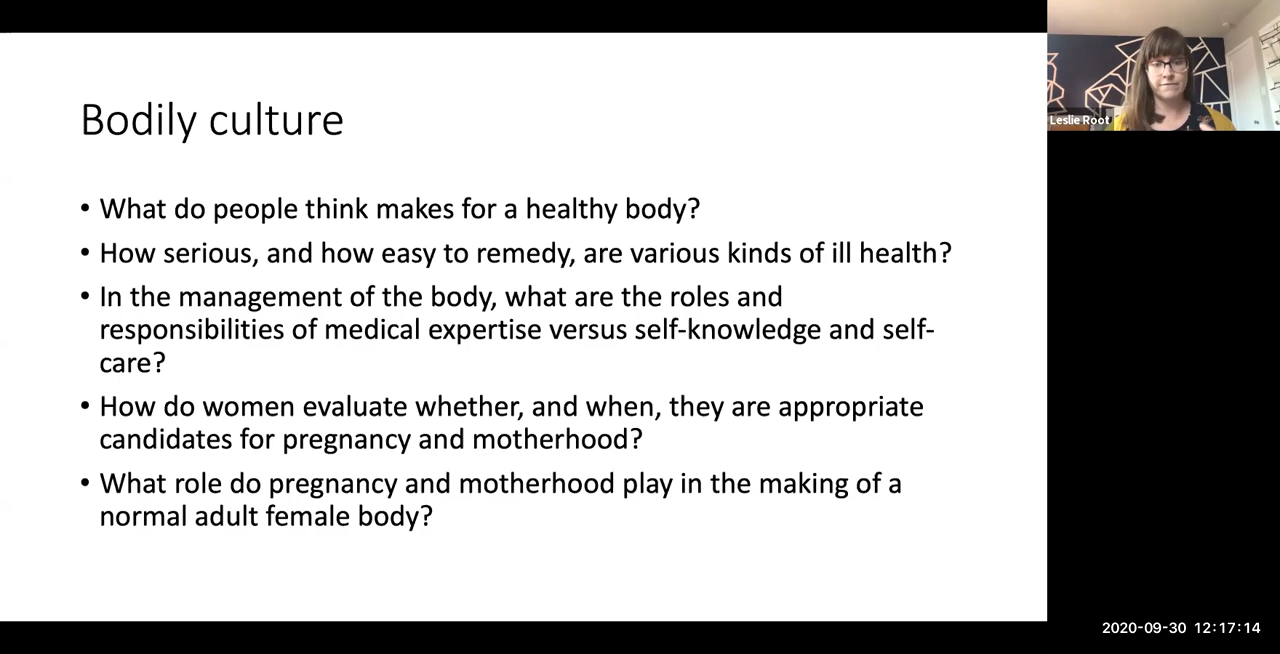 Bodily culture
• What do people think makes for a healthy body?
• How serious, and how easy to remedy, are various kinds of ill health?
• In the management of the body, what are the roles and
responsibilities of medical expertise versus self-knowledge and self-
care?
• How do women evaluate whether, and when, they are appropriate
candidates for pregnancy and motherhood?
• What role do pregnancy and motherhood play in the making of a
normal adult female body?
Leslie Root
2020-09-30 12:17:14